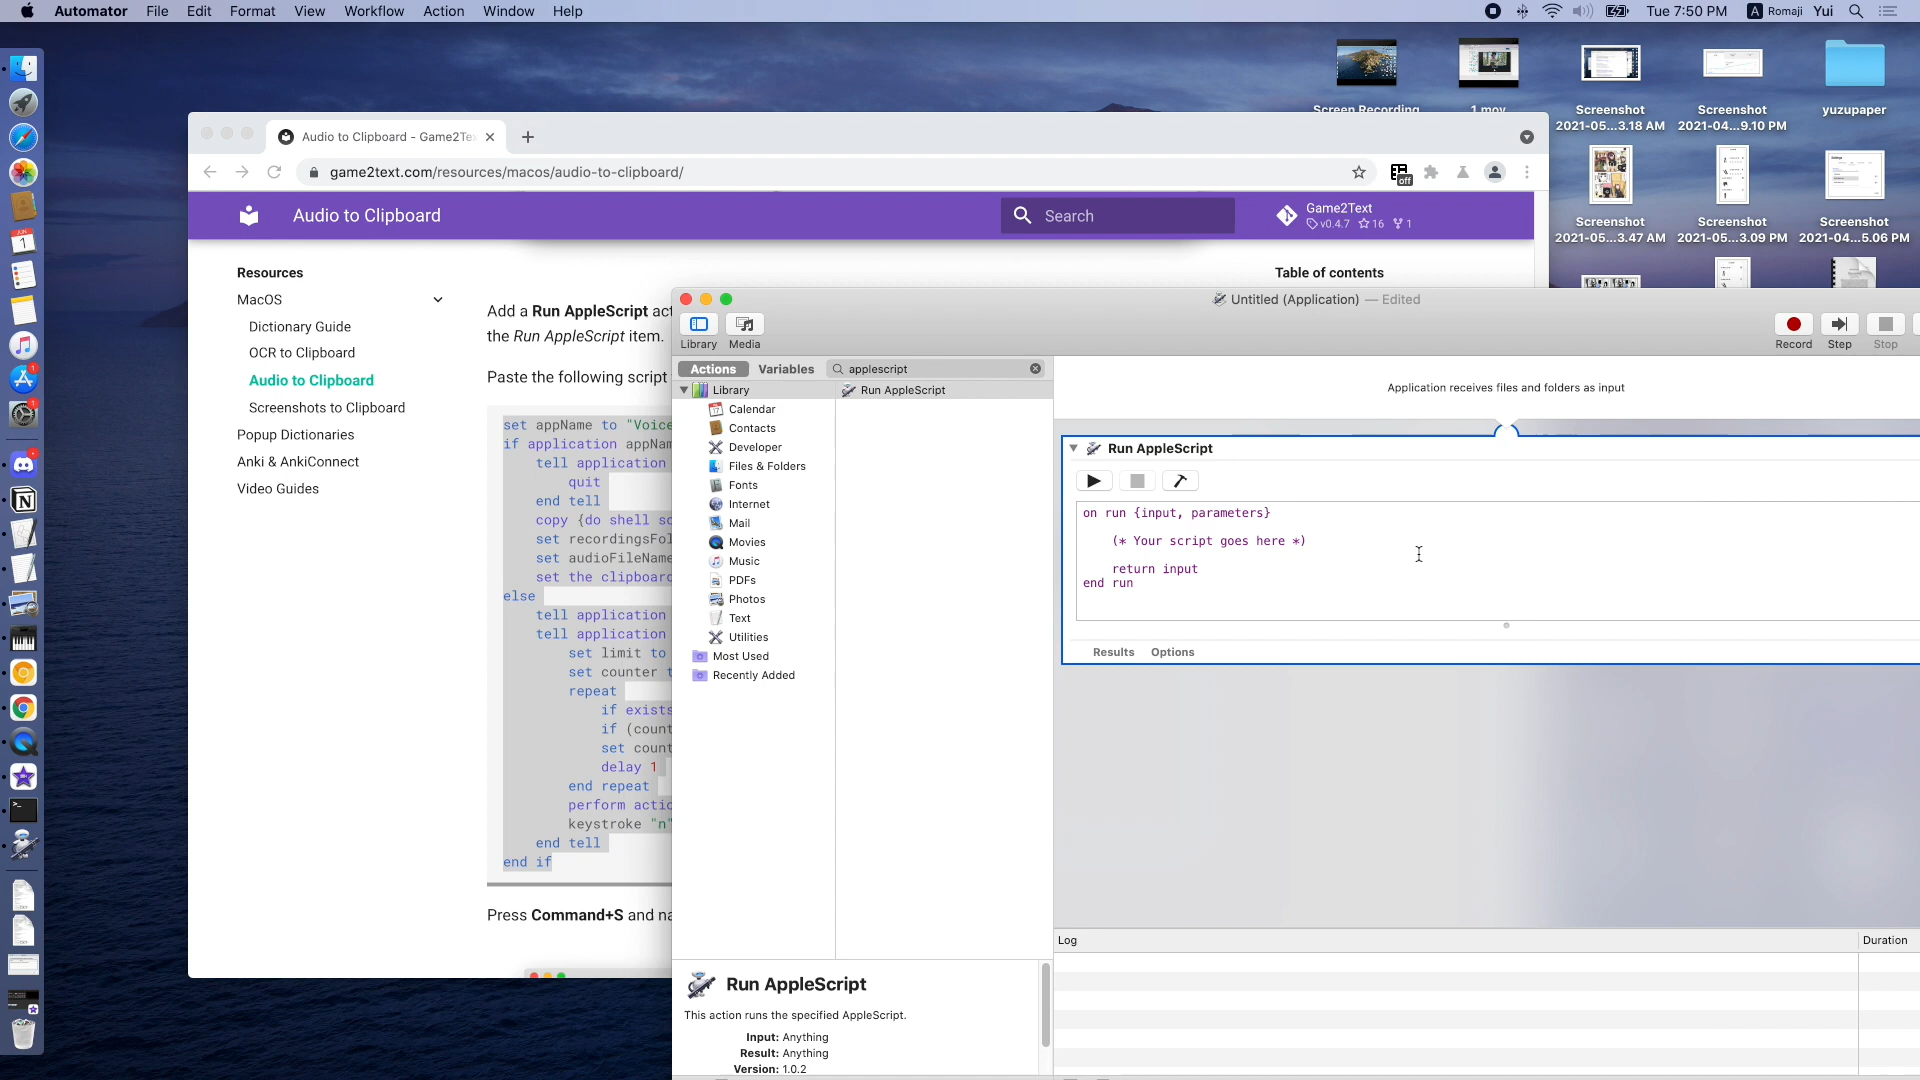 Automator File Edit Format View Workflow Action Window Help
Tue 7:50 PM A Romaji Yui
Screen Recording
1.mov
Screenshot
2021-05...3.18 AM
Screenshot
2021-04...9.10 PM
yuzupaper
Screenshot
2021-05...3.47 AM
Screenshot
2021-05...3.09 PM
Screenshot
2021-04...5.06 PM
Audio to Clipboard - Game2Te
game2text.com/resources/macos/audio-to-clipboard/
off
Audio to Clipboard
Search
Game2Text
v0.4.7 16 1
Resources
MacOS
Dictionary Guide
OCR to Clipboard
Audio to Clipboard
Screenshots to Clipboard
Popup Dictionaries
Anki & AnkiConnect
Video Guides
Table of contents
Add a Run AppleScript act
the Run AppleScript item.
Paste the following script
set appName to "Voice
if application appNam
tell application
quit
end tell
copy {do shell sc
set recordingsFol
set audioFileName
set the clipboard
else
tell application
tell application
set limit to
set counter t
repeat
if exists
if (count
set count
delay 1
end repeat
perform actio
keystroke "n"
end tell
end if
Press Command+S and na
Untitled (Application) — Edited
Library
Media
Record
Step
Stop
Actions
Variables
applescript
Library
Calendar
Contacts
Developer
Files & Folders
Fonts
Internet
Mail
Movies
Music
PDFs
Photos
Text
Utilities
Most Used
Recently Added
Run AppleScript
Application receives files and folders as input
Run AppleScript
on run {input, parameters}
(* Your script goes here *)
return input
end run
Results
Options
Log
Duration
Run AppleScript
This action runs the specified AppleScript.
Input: Anything
Result: Anything
Version: 1.0.2